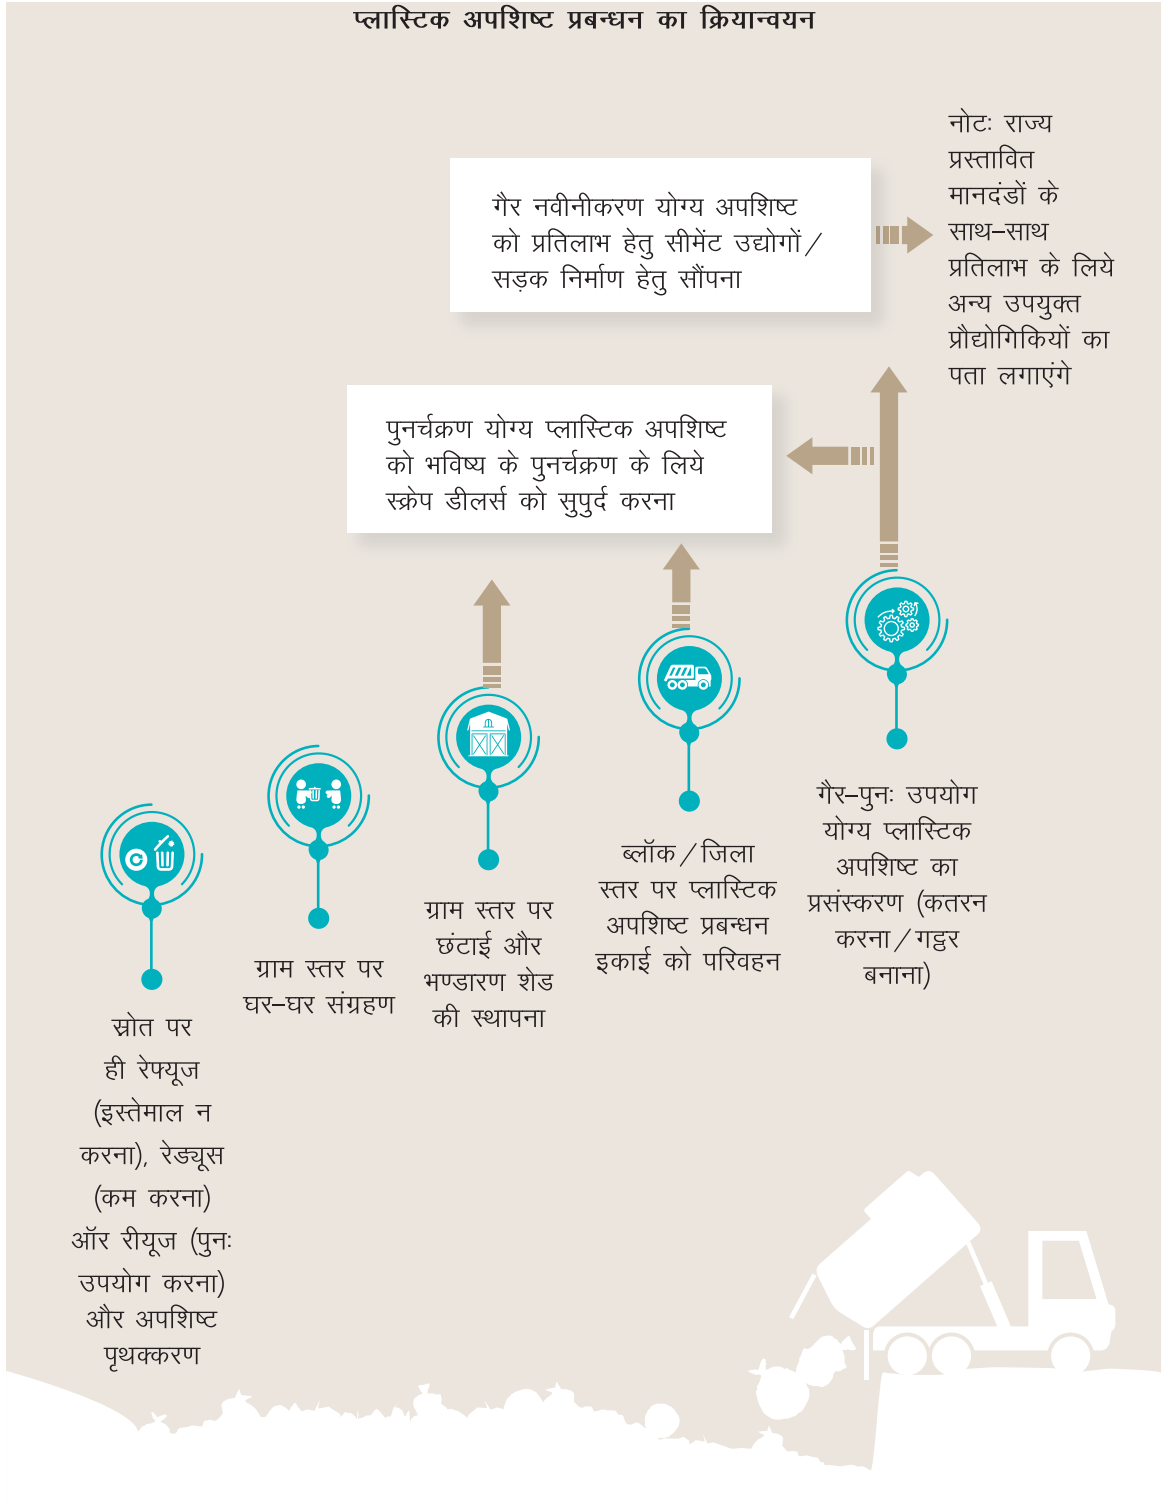 प्लास्टिक अपशिष्ट प्रबन्धन का क्रियान्वयन
नोटः राज्य
प्रस्तावित
मानदंडों के
साथ–साथ
प्रतिलाभ के लिये
अन्य उपयुक्त
प्रौद्योगिकियों का
पता लगाएंगे
गैर नवीनीकरण योग्य अपशिष्ट
को प्रतिलाभ हेतु सीमेंट उद्योगों/
सड़क निर्माण हेतु सौंपना
पुनर्चक्रण योग्य प्लास्टिक अपशिष्ट
को भविष्य के पुनर्चक्रण के लिये
स्क्रेप डीलर्स को सुपुर्द करना
स्रोत पर
ही रेफ्यूज
(इस्तेमाल न
करना), रेड्यूस
(कम करना)
ऑर रीयूज (पुनः
उपयोग करना)
और अपशिष्ट
पृथक्करण
ग्राम स्तर पर
घर–घर संग्रहण
ग्राम स्तर पर
छंटाई और
भण्डारण शेड
की स्थापना
ब्लॉक/जिला
स्तर पर प्लास्टिक
अपशिष्ट प्रबन्धन
इकाई को परिवहन
गैर–पुनः उपयोग
योग्य प्लास्टिक
अपशिष्ट का
प्रसंस्करण (कतरन
करना/गट्ठर
बनाना)